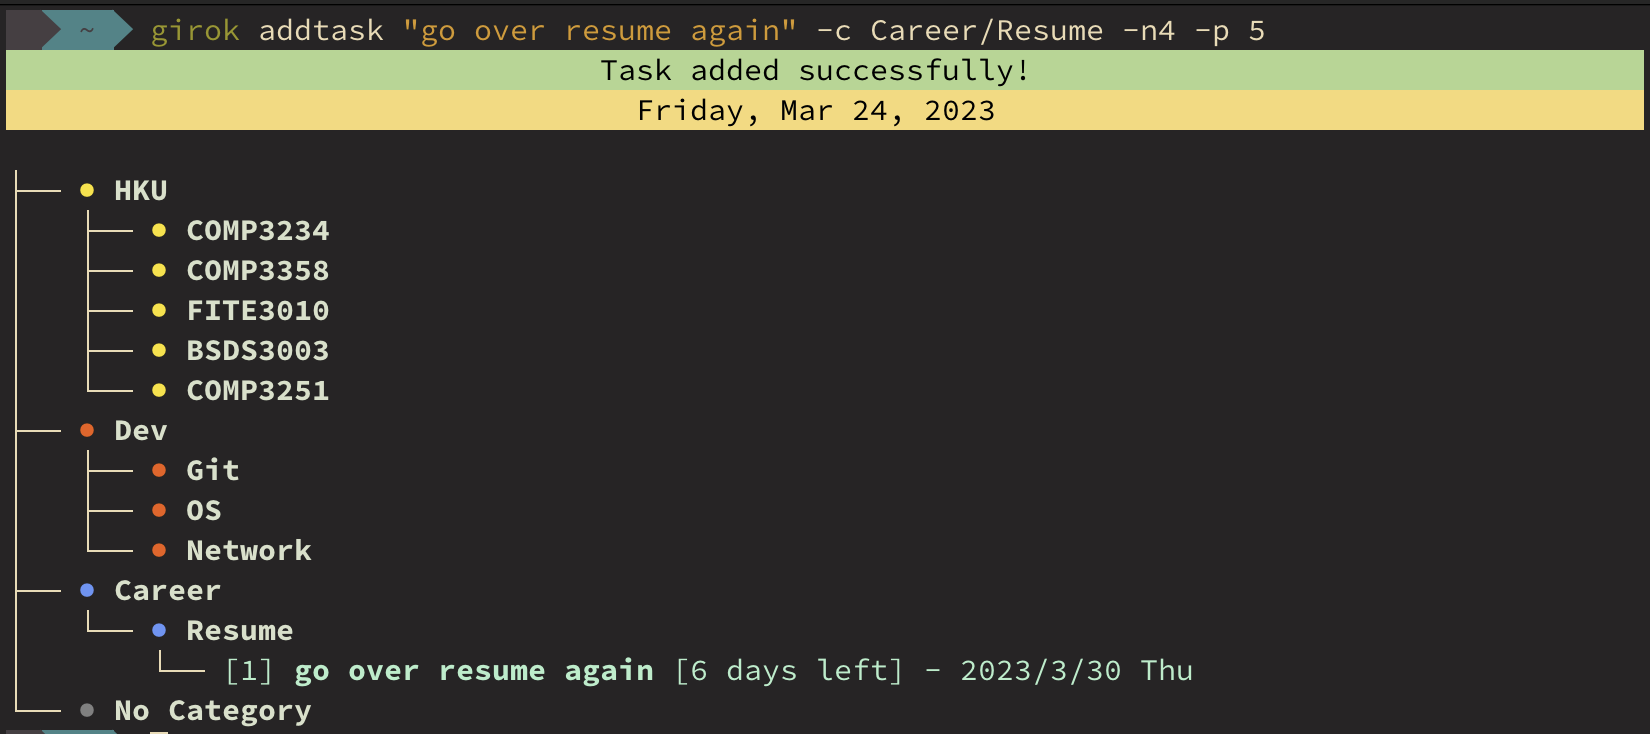 ~ girok addtask "go over resume again" -c Career/Resume -n4 -p 5
Task added successfully!
Friday, Mar 24, 2023
HKU
COMP3234
COMP3358
FITE3010
BSDS3003
COMP3251
Dev
Git
OS
Network
Career
Resume
[1] go over resume again [6 days left] - 2023/3/30 Thu
No Category